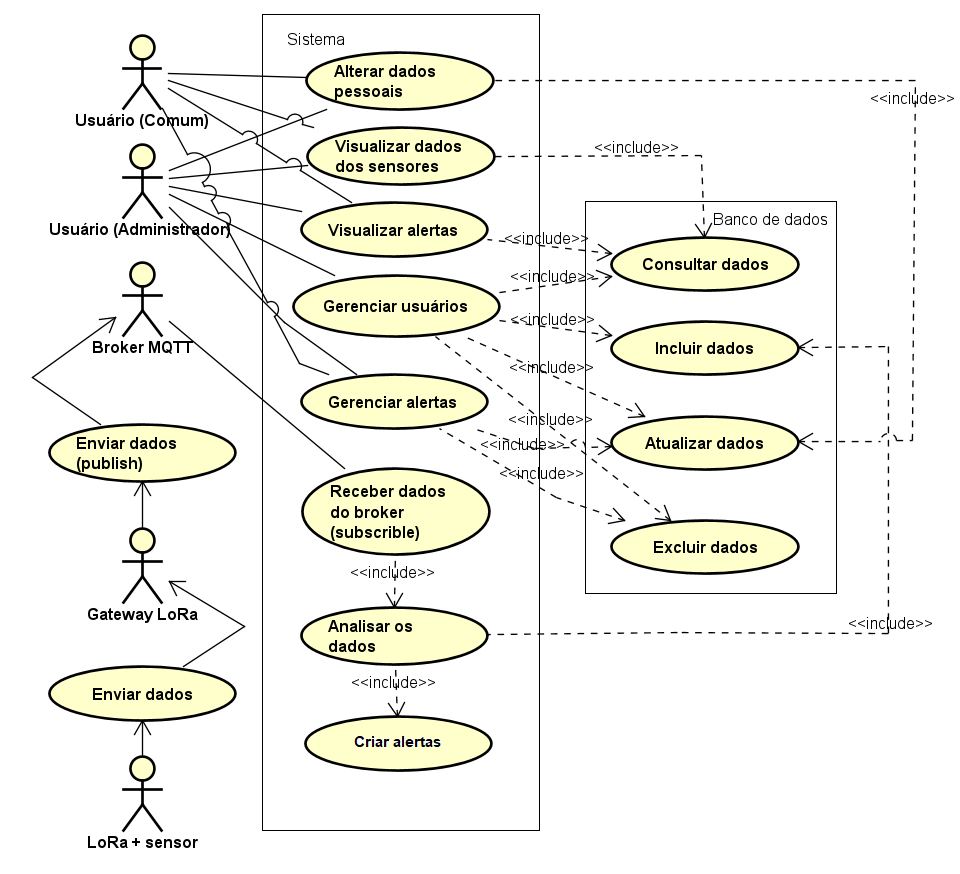 Sistema
Alterar dados
pessoais
<<include>>
Usuário (Comum)
Visualizar dados
dos sensores
<<include>>
Usuário (Administrador)
Visualizar alertas
<<include>>
Banco de dados
Consultar dados
Gerenciar usuários
<<include>>
<<include>>
<<include>>
<<inslude>>
Incluir dados
Broker MQTT
Gerenciar alertas
<<include>>
<<include>>
Atualizar dados
Enviar dados
(publish)
Receber dados
do broker
(subscrible)
Excluir dados
<<include>>
Gateway LoRa
Analisar os
dados
<<include>>
<<include>>
Enviar dados
Criar alertas
LoRa + sensor